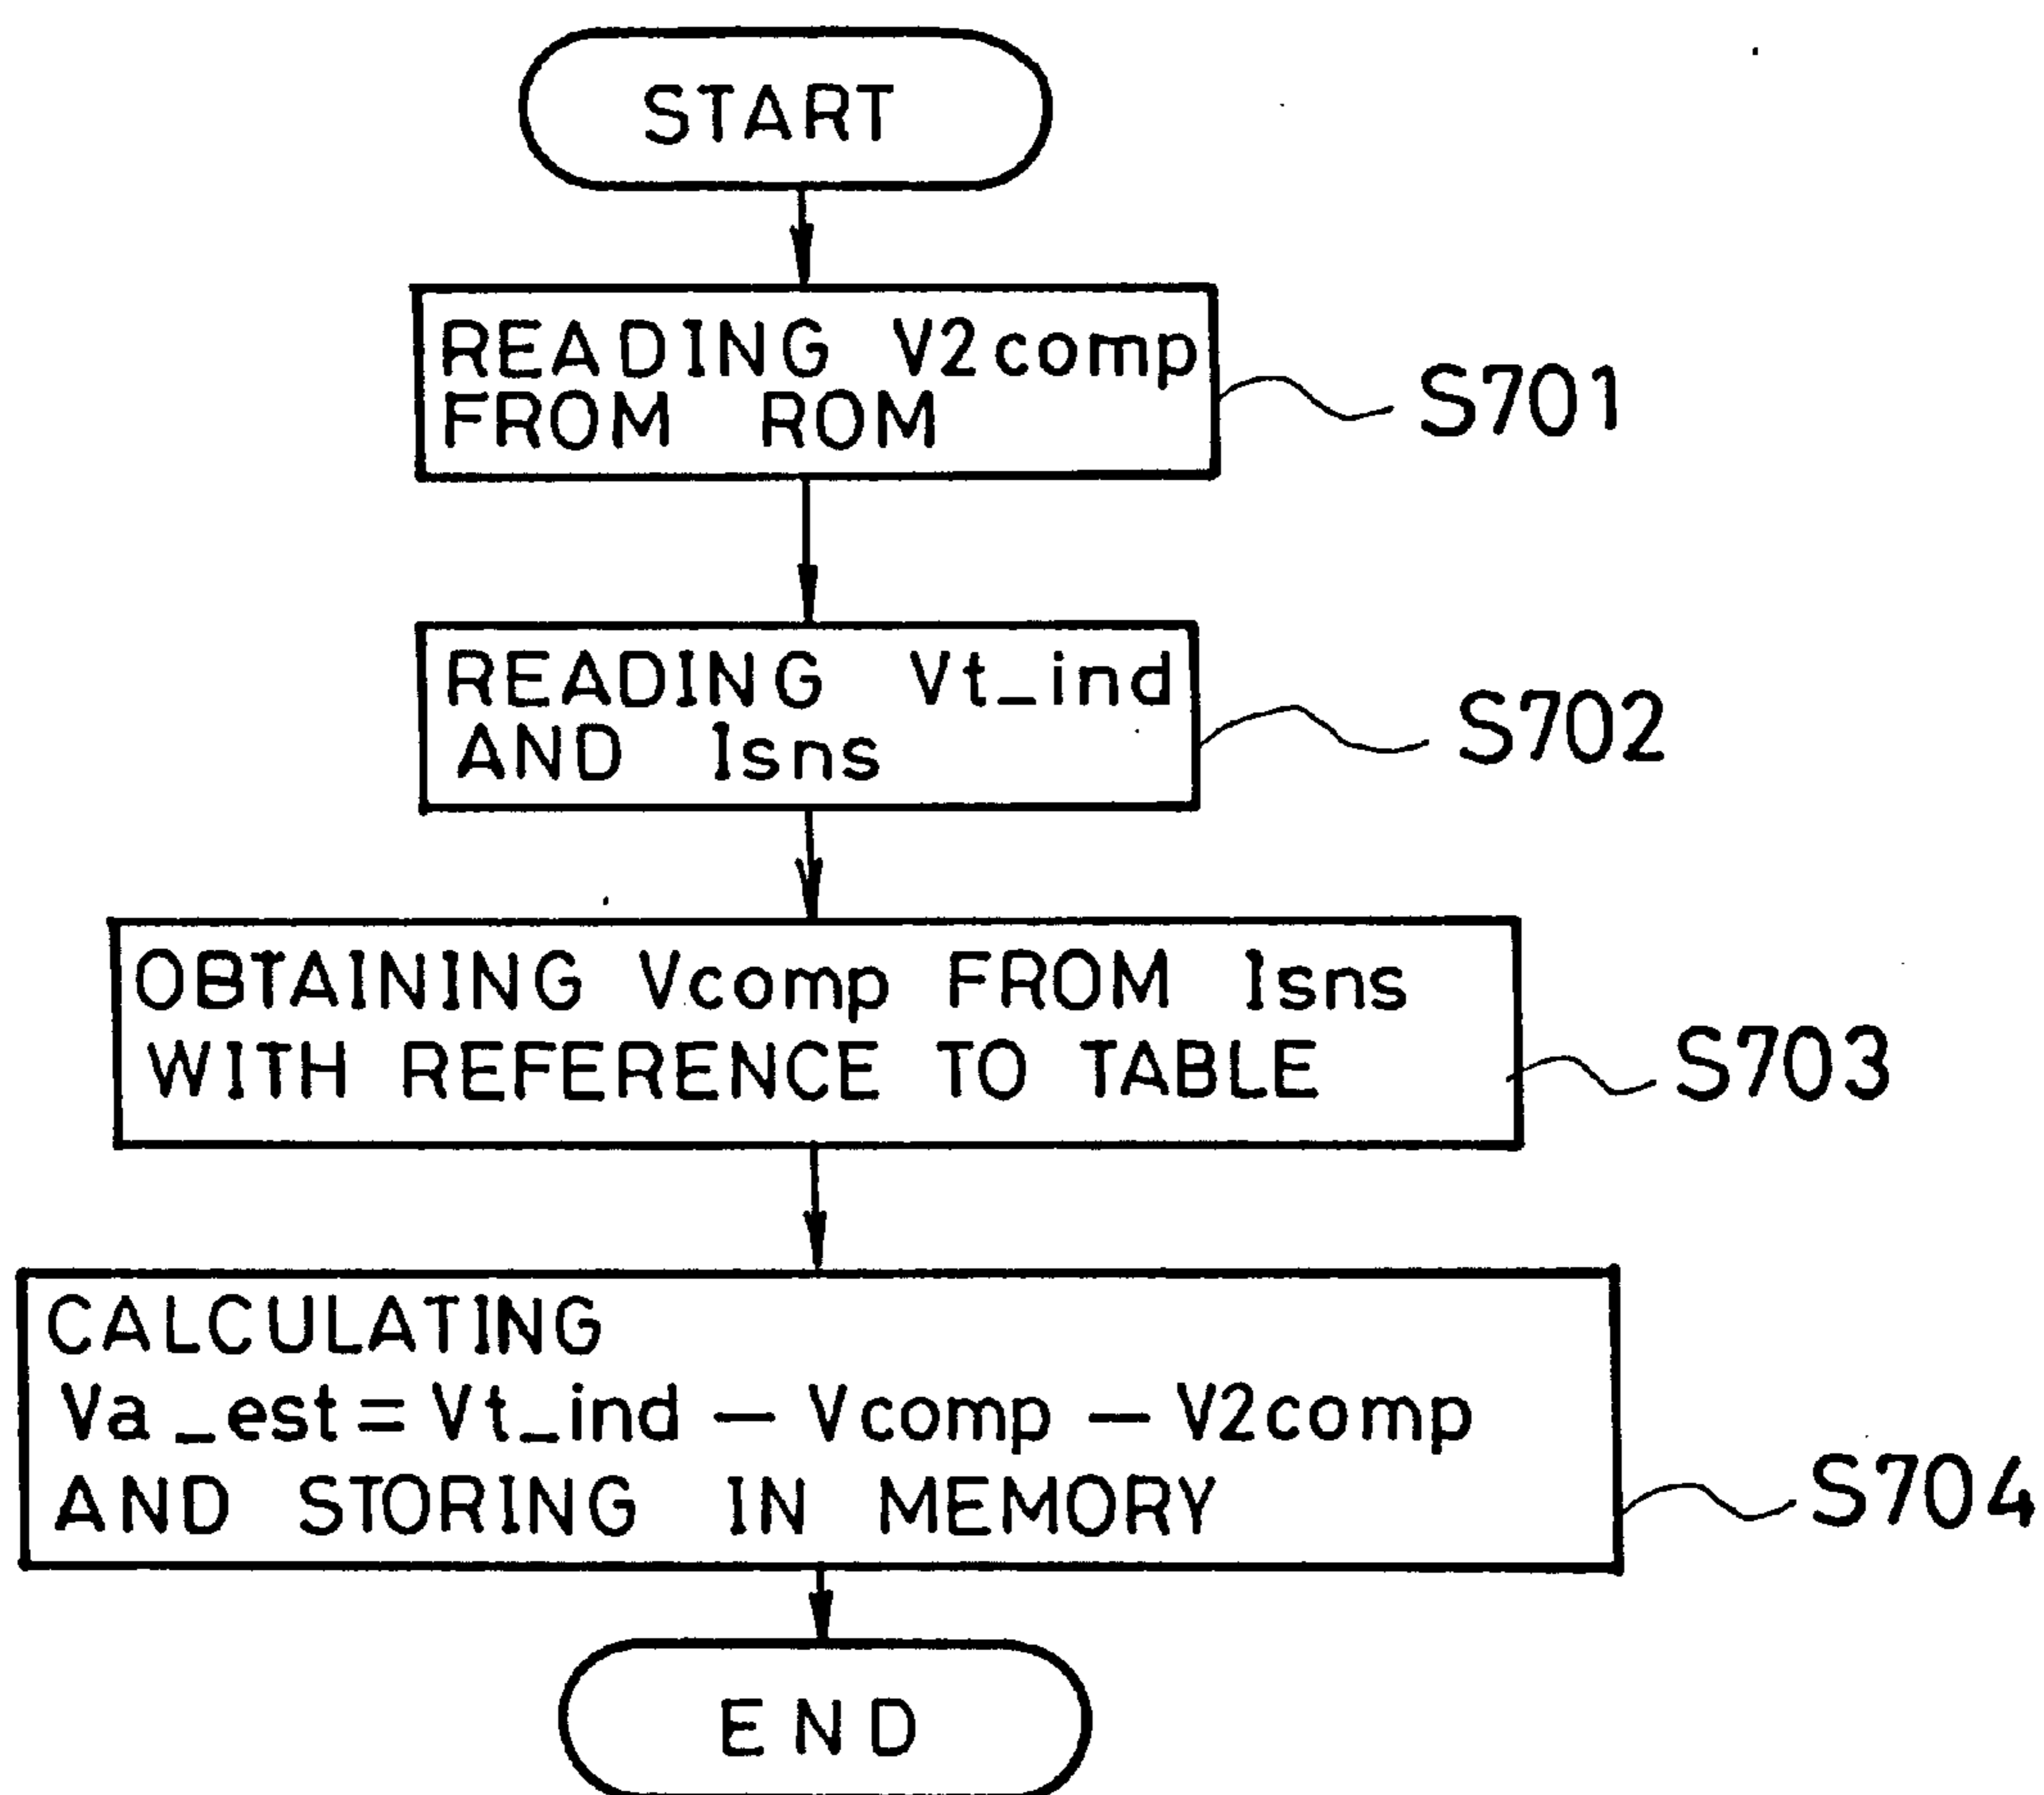 START
READING V2comp
FROM ROM
S701
READING Vt_ind
AND Isns
S702
OBTAINING Vcomp FROM Isns
WITH REFERENCE TO TABLE
S703
CALCULATING
Va_est = Vt_ind - Vcomp - V2comp
AND STORING IN MEMORY
S704
END